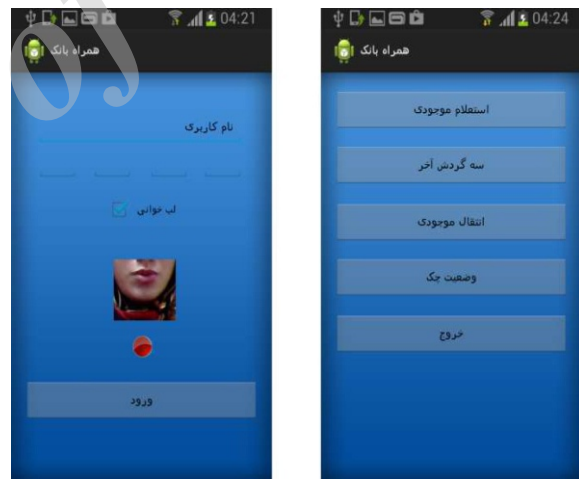 04:21
همراه بانک
نام کاربری
لب خوانی
ورود
04:24
همراه بانک
استعلام موجودی
سه گردش آخر
انتقال موجودی
وضعیت چک
خروج